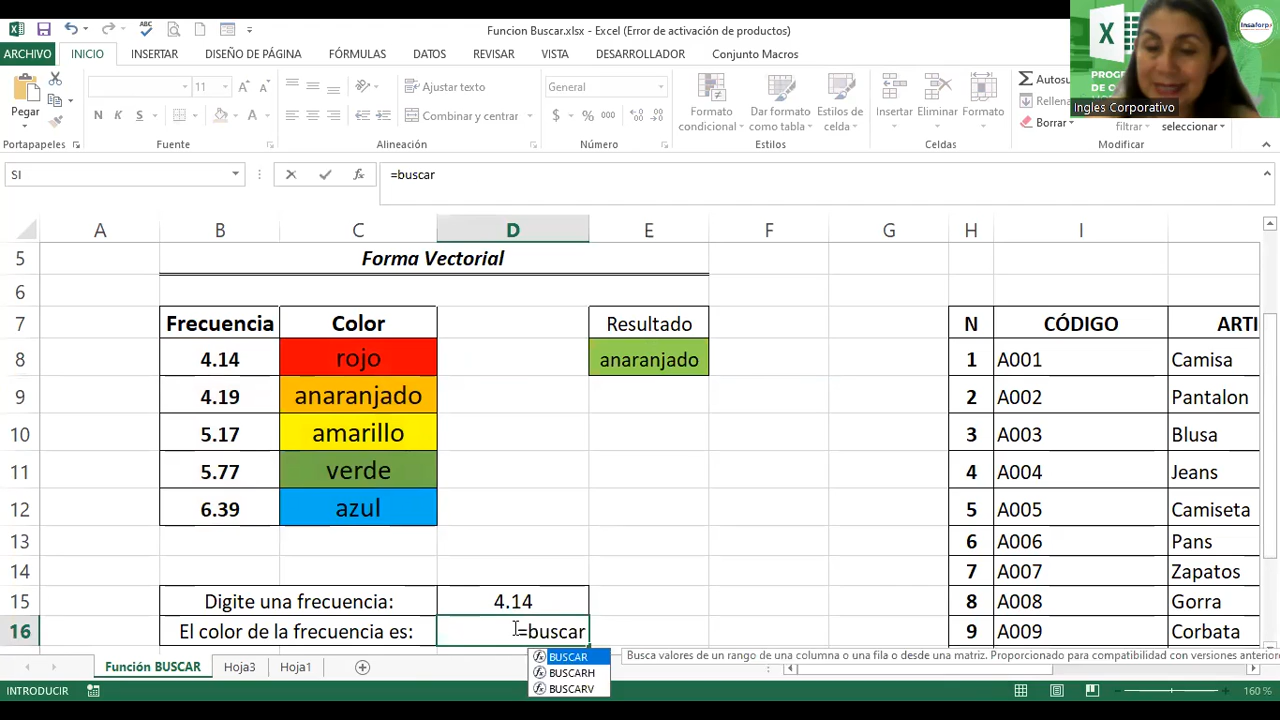 Funcion Buscar.xlsx - Excel (Error de activación de productos)
ARCHIVO INICIO INSERTAR DISEÑO DE PÁGINA FÓRMULAS DATOS REVISAR VISTA DESARROLLADOR Conjunto Macros
Pegar
Portapapeles
11
N K S
Fuente
Ajustar texto
Combinar y centrar
Alineación
General
$ % 000
Número
Formato condicional
Dar formato como tabla
Estilos de celda
Estilos
Insertar
Eliminar
Formato
Celdas
Autosu
Rellena
Borrar
filtrar
seleccionar
Modificar
PROGR
DE C
Insaforp
Ingles Corporativo
SI
=buscar
A B C D E F G H I
5 Forma Vectorial
6
7 Frecuencia Color Resultado N CÓDIGO ARTI
8 4.14 rojo anaranjado 1 A001 Camisa
9 4.19 anaranjado 2 A002 Pantalon
10 5.17 amarillo 3 A003 Blusa
11 5.77 verde 4 A004 Jeans
12 6.39 azul 5 A005 Camiseta
13 6 A006 Pans
14 7 A007 Zapatos
15 Digite una frecuencia: 4.14 8 A008 Gorra
16 El color de la frecuencia es: =buscar 9 A009 Corbata
BUSCAR
BUSCARH
BUSCARV
Busca valores de un rango de una columna o una fila o desde una matriz. Proporcionado para compatibilidad con versiones anteriore
Función BUSCAR Hoja3 Hoja1
INTRODUCIR
160 %